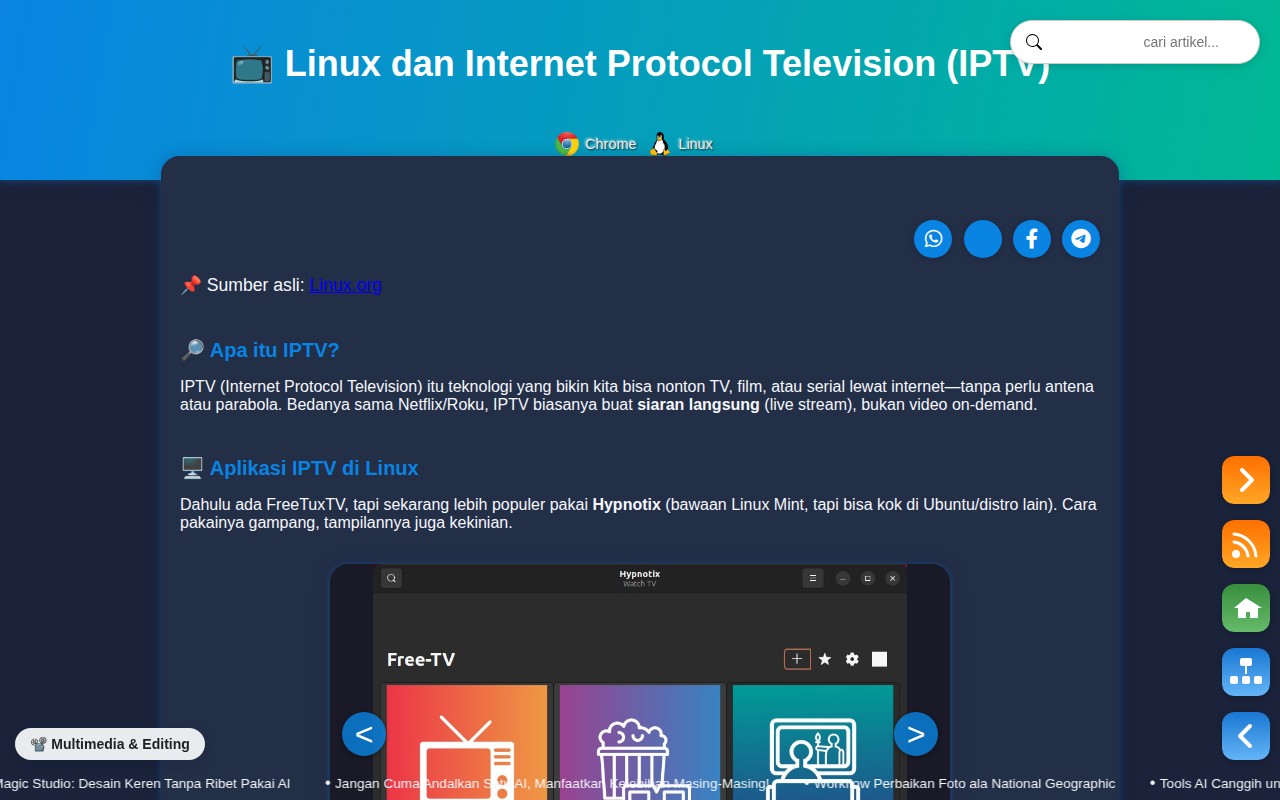 📺 Linux dan Internet Protocol Television (IPTV)
cari artikel...
Chrome Linux
📌 Sumber asli: Linux.org
🔎 Apa itu IPTV?
IPTV (Internet Protocol Television) itu teknologi yang bikin kita bisa nonton TV, film, atau serial lewat internet—tanpa perlu antena
atau parabola. Bedanya sama Netflix/Roku, IPTV biasanya buat siaran langsung (live stream), bukan video on-demand.
🖥️ Aplikasi IPTV di Linux
Dahulu ada FreeTuxTV, tapi sekarang lebih populer pakai Hypnotix (bawaan Linux Mint, tapi bisa kok di Ubuntu/distro lain). Cara
pakainya gampang, tampilannya juga kekinian.
Hypnotix
Watch TV
Free-TV
< >
📽️ Multimedia & Editing
Magic Studio: Desain Keren Tanpa Ribet Pakai AI • Jangan Cuma Andalkan Satu AI, Manfaatkan Kelebihan Masing-Masing! • Workflow Perbaikan Foto ala National Geographic • Tools AI Canggih